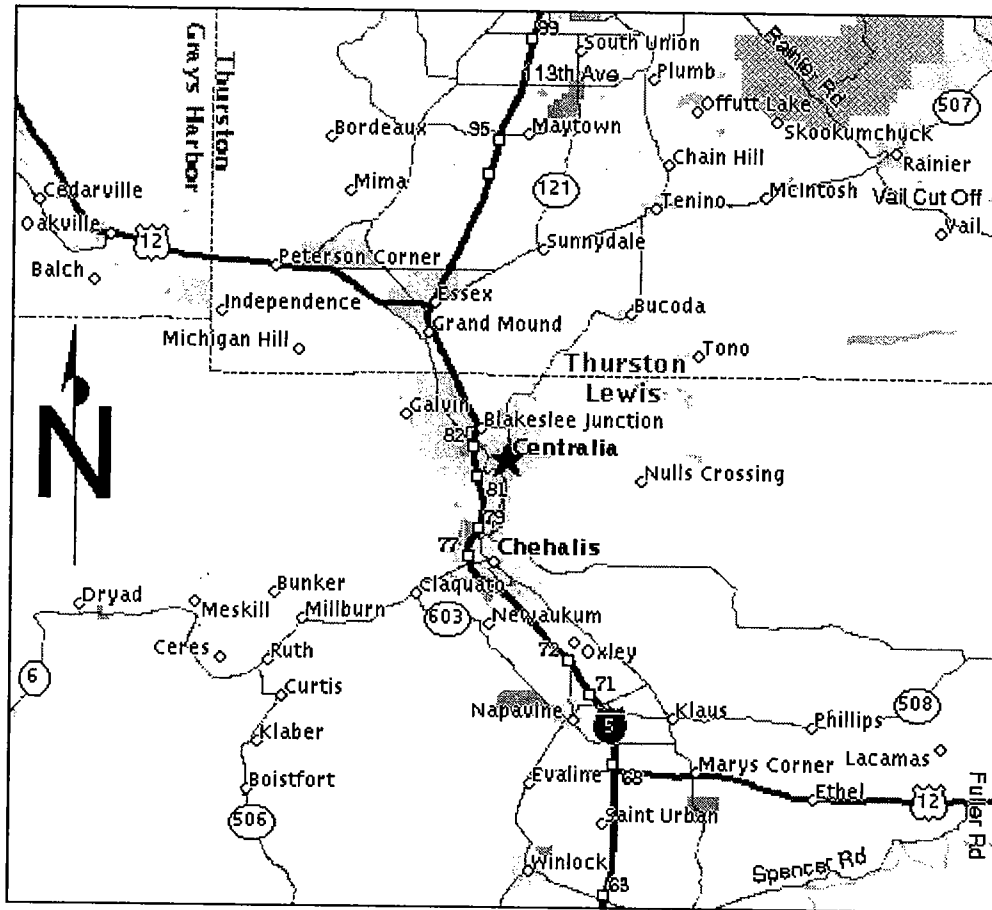 99
South Union
13th Ave
Plumb
Rainier Rd
Thurston
Grays Harbor
Offutt Lake
507
Bordeaux
95
Maytown
Skookumchuck
Chain Hill
Rainier
Mima
121
Cedarville
McIntosh
Vail Cut Off
Tenino
Oakville
12
Vail
Sunnydale
Peterson Corner
Balch
Essex
Independence
Bucoda
Grand Mound
Michigan Hill
Tono
Thurston
Lewis
Galvin
Blakeslee Junction
82
Centralia
N
Nulls Crossing
81
79
77
Chehalis
Bunker
Claquato
Dryad
Meskill
Millburn
603
Newaukum
Ceres
Ruth
72
Oxley
6
Curtis
71
508
Napavine
5
Klaus
Phillips
Klaber
Lacamas
Marys Corner
Boistfort
Evaline
68
Ethel
12
Fuller Rd
506
Saint Urban
Winlock
Spencer Rd
63